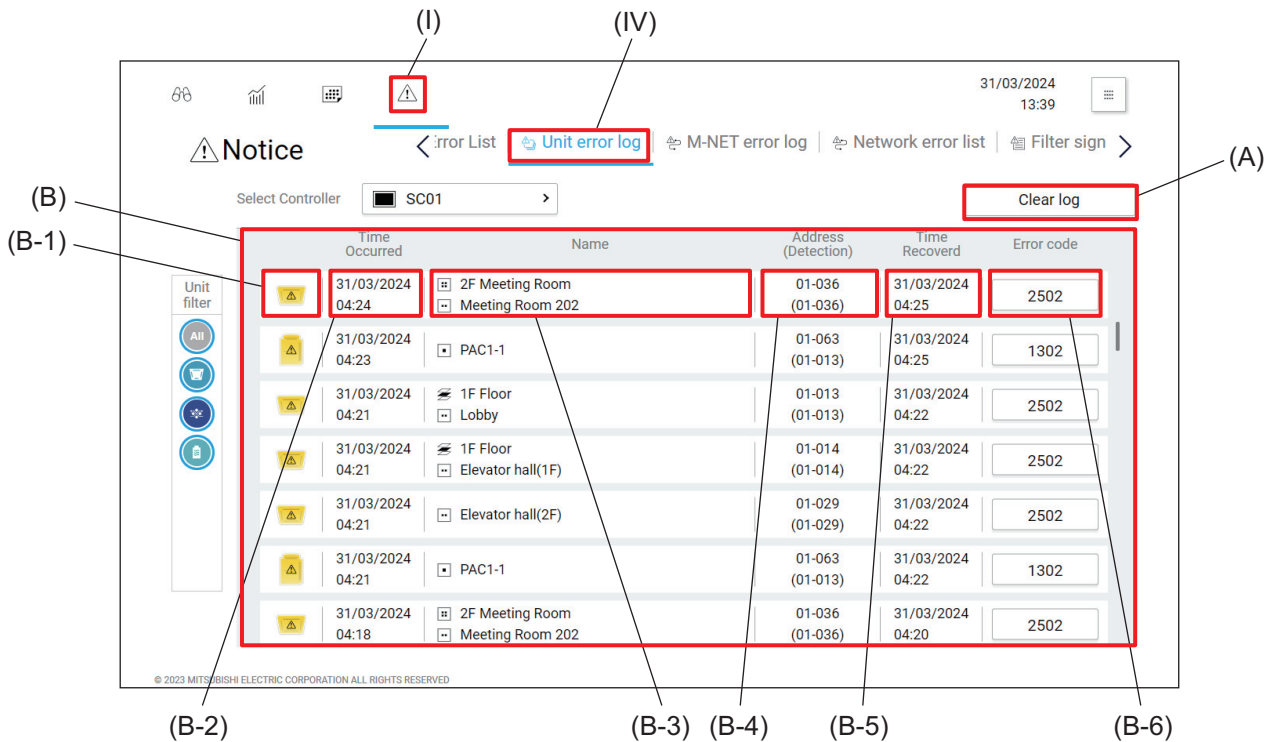 (I)
(IV)
31/03/2024
13:39
Notice
rror List
Unit error log
M-NET error log
Network error list
Filter sign
(A)
Select Controller
SC01
Clear log
(B)
(B-1)
Time
Occurred
Name
Address
(Detection)
Time
Recoverd
Error code
Unit
filter
All
31/03/2024
04:24
2F Meeting Room
Meeting Room 202
01-036
(01-036)
31/03/2024
04:25
2502
31/03/2024
04:23
PAC1-1
01-063
(01-013)
31/03/2024
04:25
1302
31/03/2024
04:21
1F Floor
Lobby
01-013
(01-013)
31/03/2024
04:22
2502
31/03/2024
04:21
1F Floor
Elevator hall(1F)
01-014
(01-014)
31/03/2024
04:22
2502
31/03/2024
04:21
Elevator hall(2F)
01-029
(01-029)
31/03/2024
04:22
2502
31/03/2024
04:21
PAC1-1
01-063
(01-013)
31/03/2024
04:22
1302
31/03/2024
04:18
2F Meeting Room
Meeting Room 202
01-036
(01-036)
31/03/2024
04:20
2502
© 2023 MITSUBISHI ELECTRIC CORPORATION ALL RIGHTS RESERVED
(B-2)
(B-3)
(B-4)
(B-5)
(B-6)